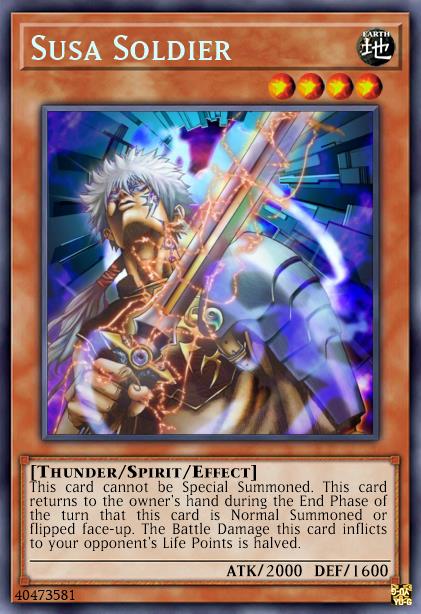 Susa Soldier
EARTH
地
[Thunder/Spirit/Effect]
This card cannot be Special Summoned. This card
returns to the owner's hand during the End Phase of
the turn that this card is Normal Summoned or
flipped face-up. The Battle Damage this card inflicts
to your opponent's Life Points is halved.
ATK/2000 DEF/1600
40473581